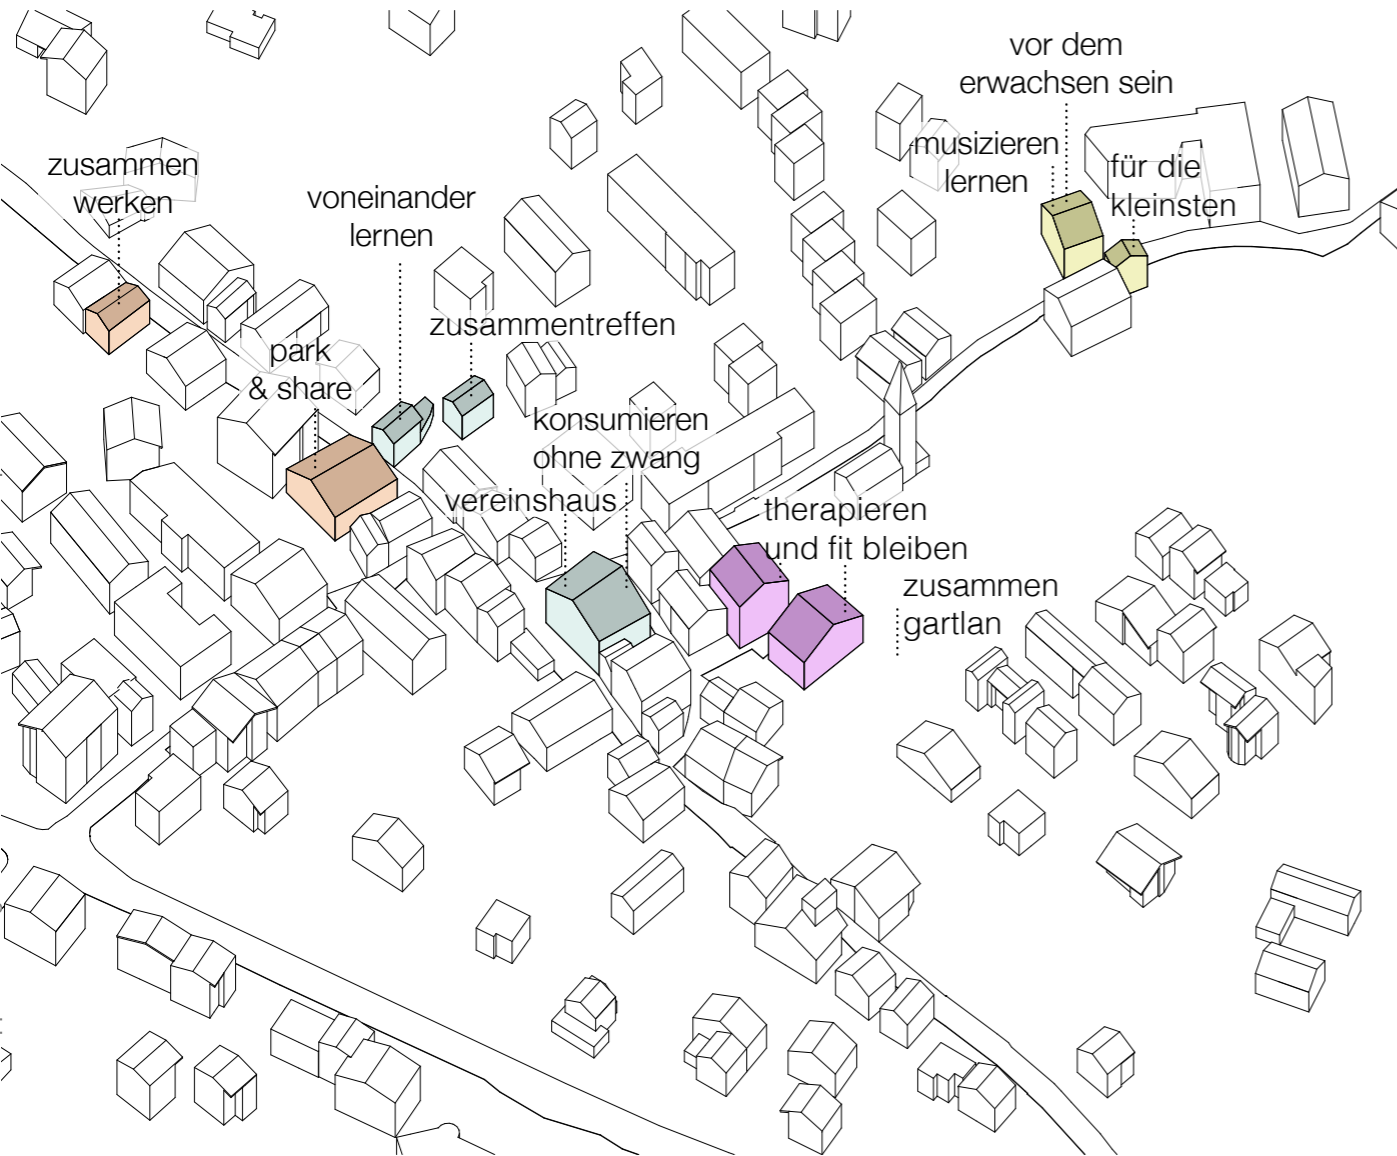 vor dem
erwachsen sein
musizieren
lernen
für die
kleinsten
zusammen
werken
voneinander
lernen
zusammentreffen
park
& share
konsumieren
ohne zwang
vereinshaus
therapieren
und fit bleiben
zusammen
gartlan